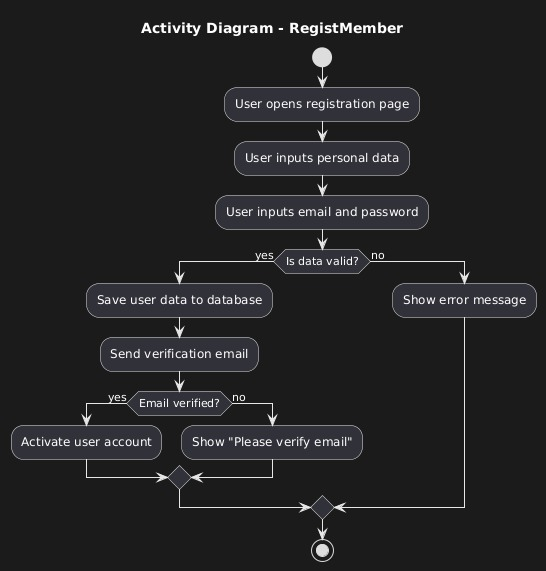 Activity Diagram - RegistMember
User opens registration page
User inputs personal data
User inputs email and password
yes
Is data valid?
no
Save user data to database
Show error message
Send verification email
yes
Email verified?
no
Activate user account
Show "Please verify email"